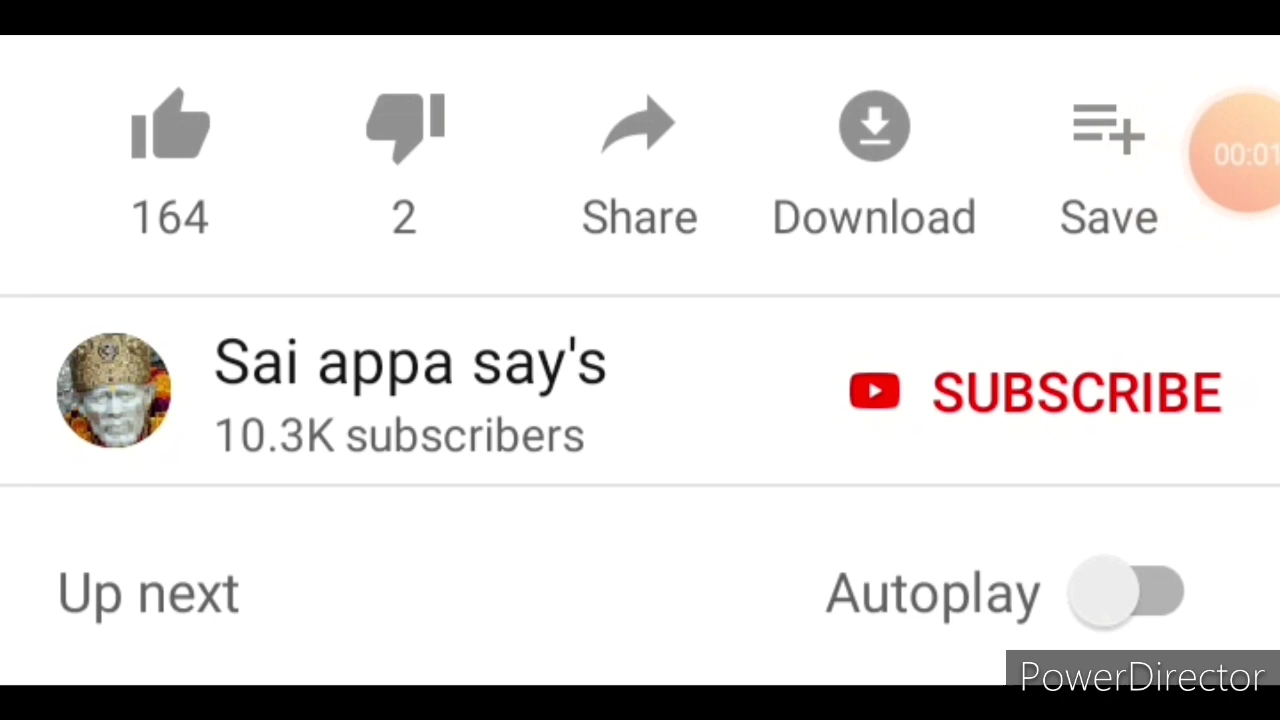 164
2
Share
Download
Save
00:01
Sai appa say's
10.3K subscribers
SUBSCRIBE
Up next
Autoplay
PowerDirector